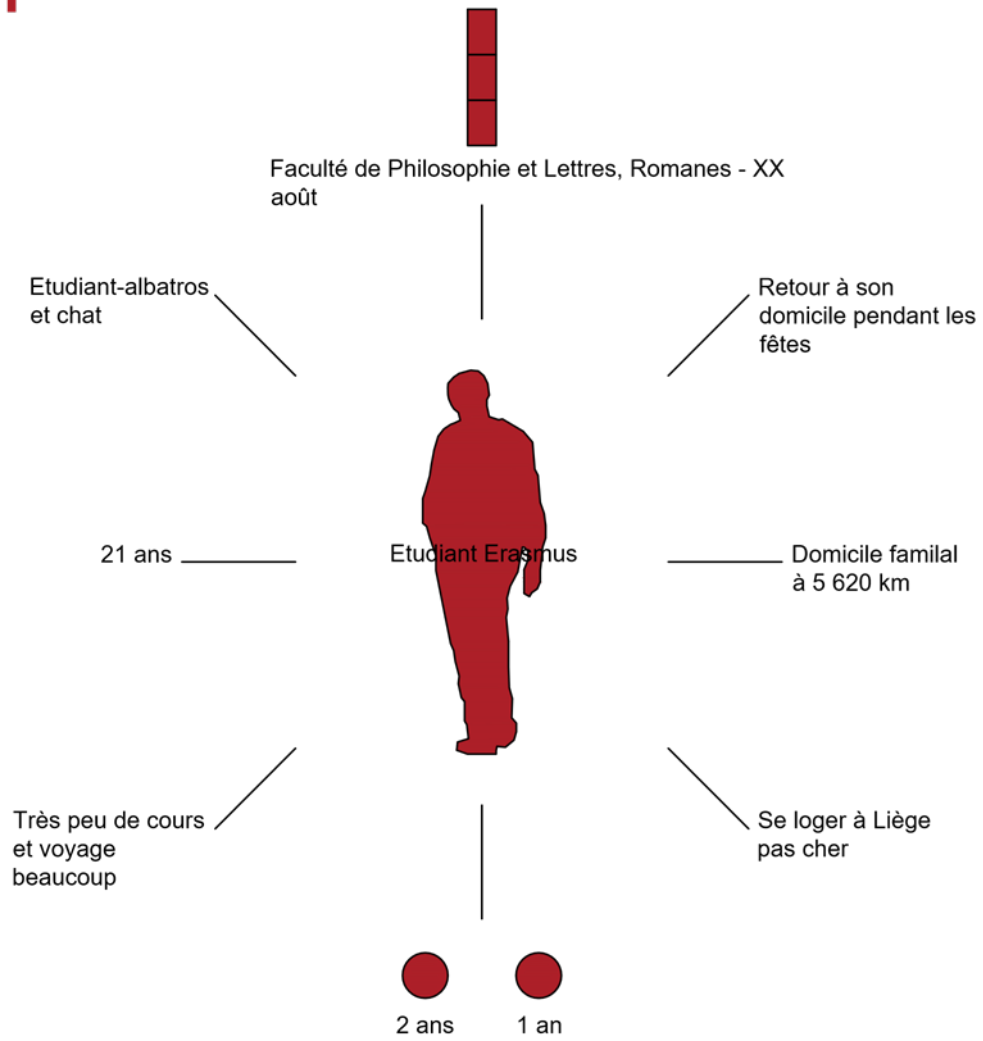 Faculté de Philosophie et Lettres, Romanes - XX
août
Etudiant-albatros
et chat
Retour à son
domicile pendant les
fêtes
21 ans
Etudiant Erasmus
Domicile familal
à 5 620 km
Très peu de cours
et voyage
beaucoup
Se loger à Liège
pas cher
2 ans
1 an